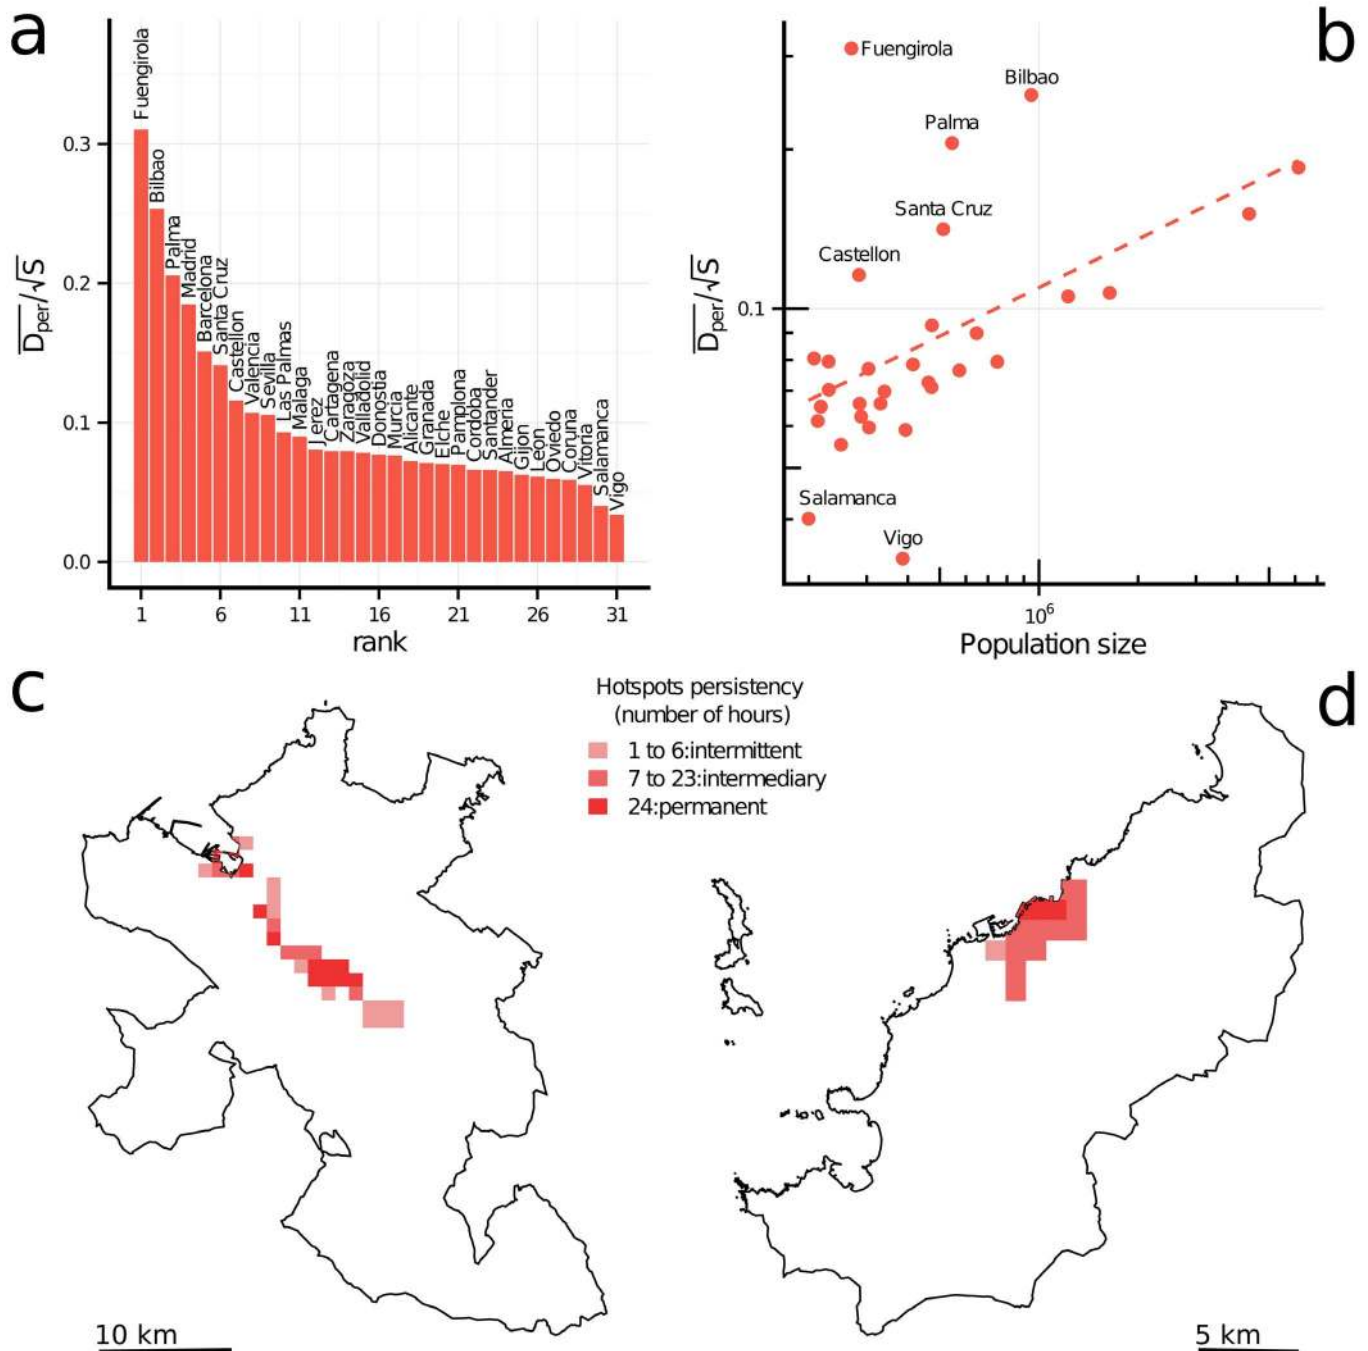 a
D̅per/√S
0.3
0.2
0.1
0.0
Fuengirola
Bilbao
Palma
Madrid
Barcelona
Santa Cruz
Castellon
Valencia
Sevilla
Las Palmas
Malaga
Jerez
Cartagena
Zaragoza
Valladolid
Donostia
Murcia
Alicante
Granada
Elche
Pamplona
Cordoba
Santander
Almeria
Gijon
Leon
Oviedo
Coruna
Vitoria
Salamanca
Vigo
1 6 11 16 21 26 31
rank
b
D̅per/√S
0.1
Fuengirola
Bilbao
Palma
Santa Cruz
Castellon
Salamanca
Vigo
10⁶
Population size
c
Hotspots persistency
(number of hours)
1 to 6:intermittent
7 to 23:intermediary
24:permanent
d
10 km
5 km